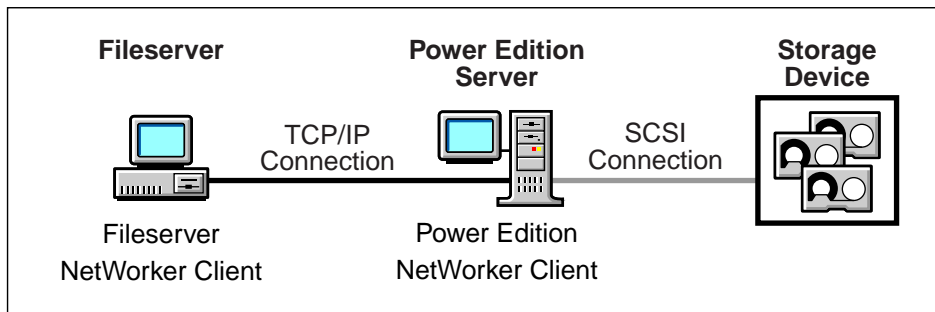 Fileserver
Power Edition
Server
Storage
Device
TCP/IP
Connection
SCSI
Connection
Fileserver
NetWorker Client
Power Edition
NetWorker Client